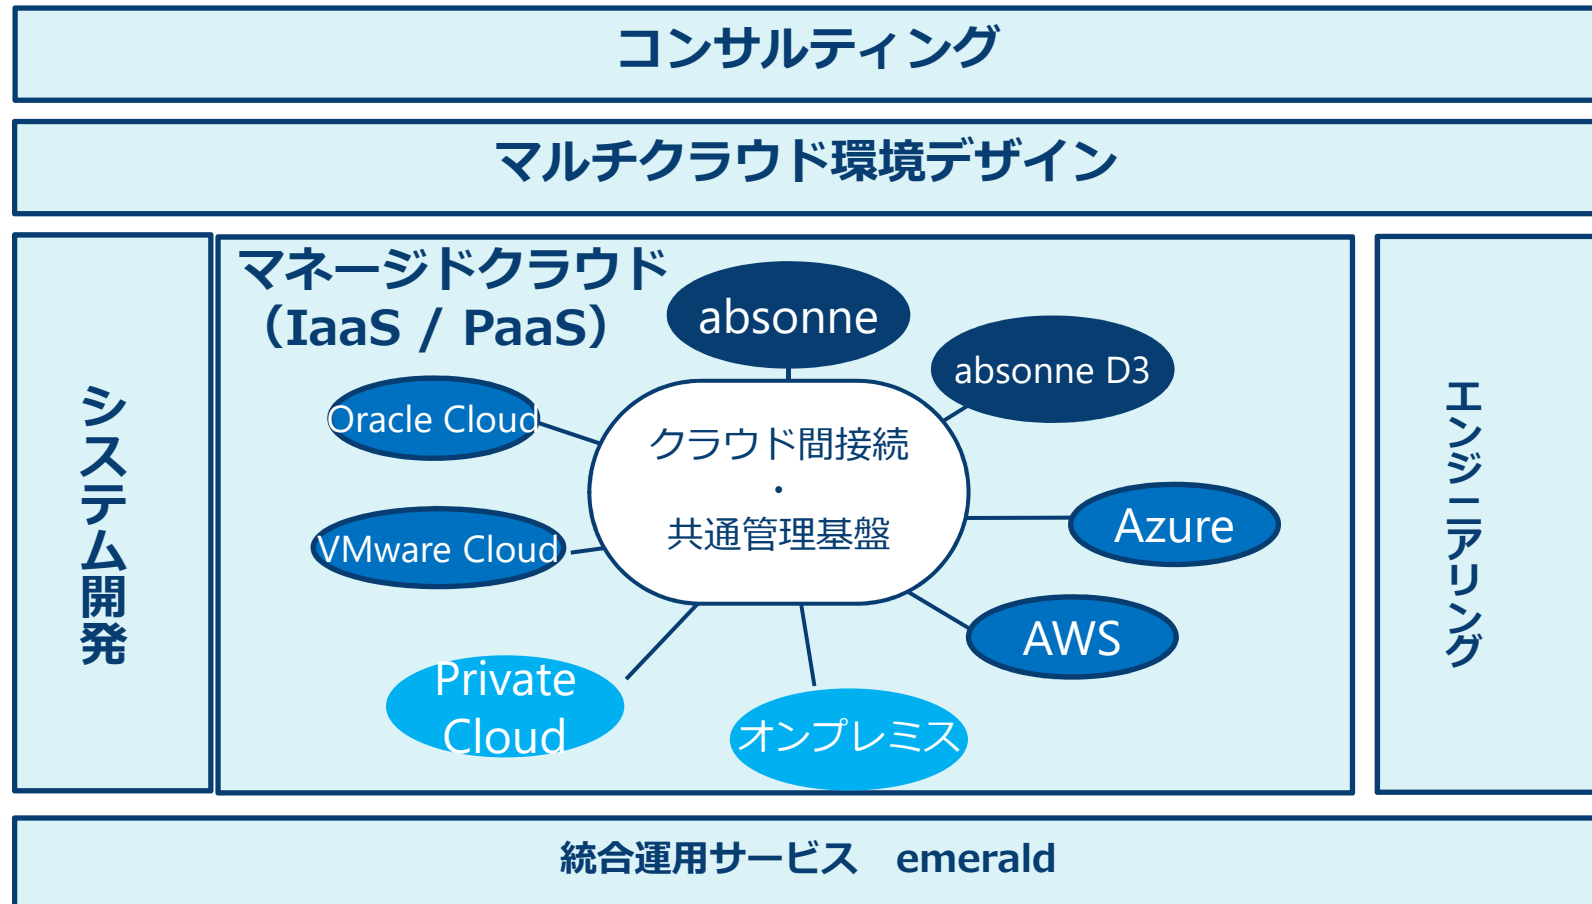 コンサルティング
マルチクラウド環境デザイン
システム開発
マネージドクラウド
（IaaS / PaaS）
absonne
absonne D3
Oracle Cloud
クラウド間接続
・
共通管理基盤
Azure
VMware Cloud
AWS
Private
Cloud
オンプレミス
エンジニアリング
統合運用サービス　emerald